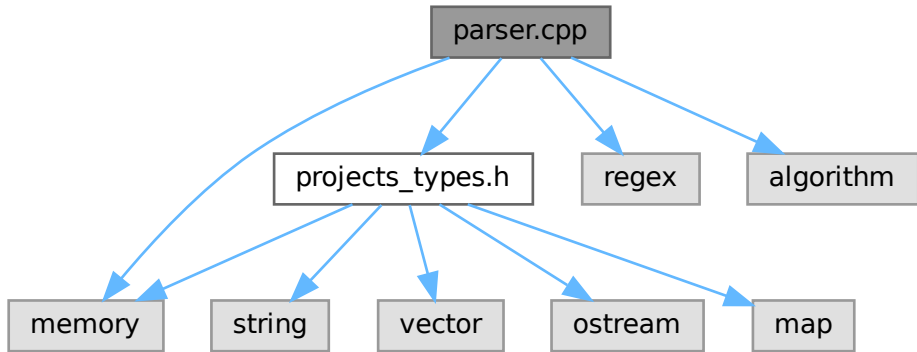 parser.cpp
projects_types.h
regex
algorithm
memory
string
vector
ostream
map